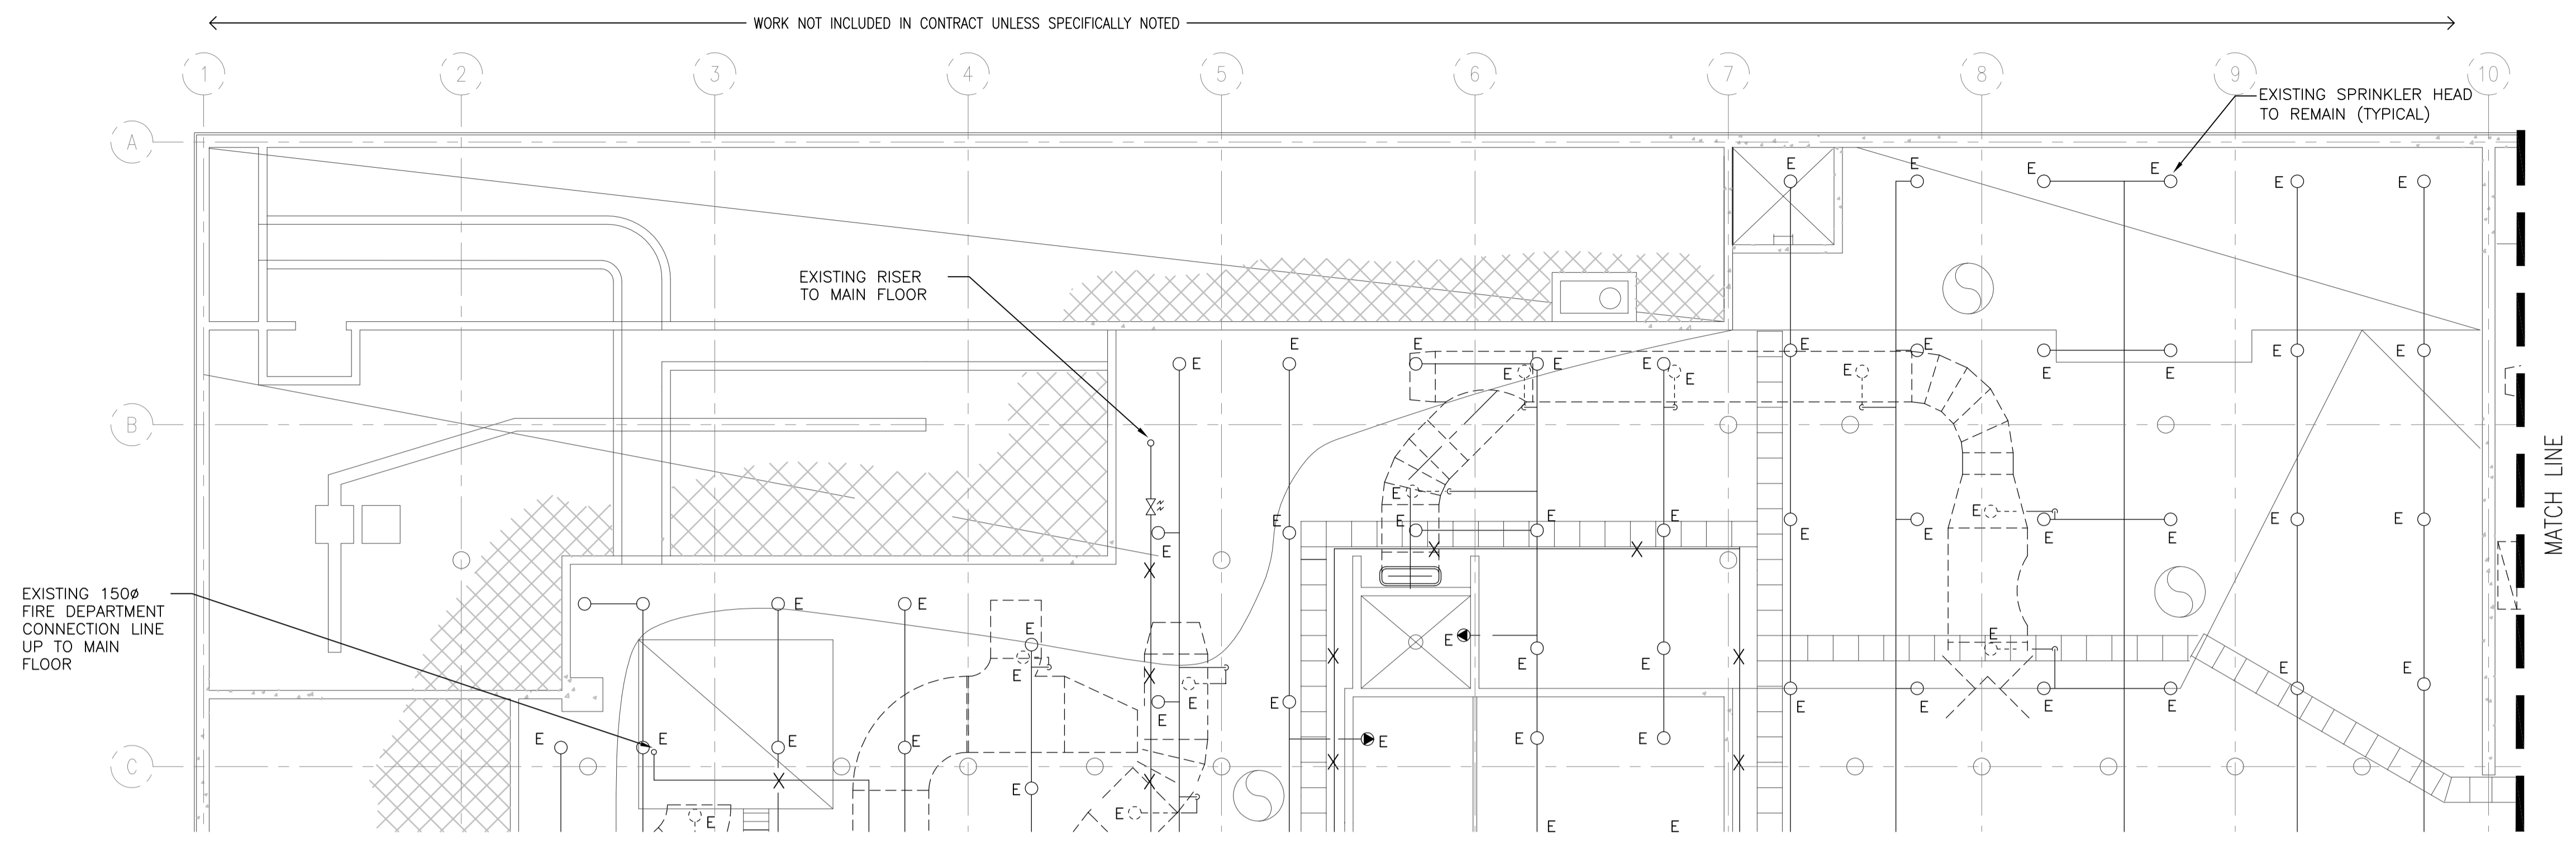 WORK NOT INCLUDED IN CONTRACT UNLESS SPECIFICALLY NOTED
1 2 3 4 5 6 7 8 9 10
EXISTING SPRINKLER HEAD
TO REMAIN (TYPICAL)
A
E E E E E E
EXISTING RISER
TO MAIN FLOOR
E E E E E E
E E E E E E E
E E
B
MATCH LINE
E
E E E E E
E E E E E
EXISTING 150ø
FIRE DEPARTMENT
CONNECTION LINE
UP TO MAIN
FLOOR
E E E E E
E E E E E
E E E E E E E
E E E E E E E E
C
E E E E